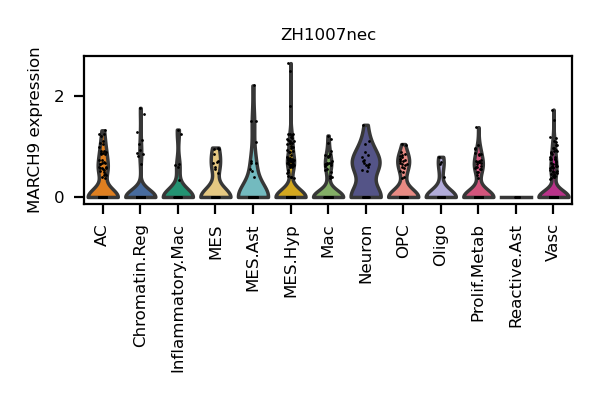 ZH1007nec
MARCH9 expression
2
0
AC
Chromatin.Reg
Inflammatory.Mac
MES
MES.Ast
MES.Hyp
Mac
Neuron
OPC
Oligo
Prolif.Metab
Reactive.Ast
Vasc